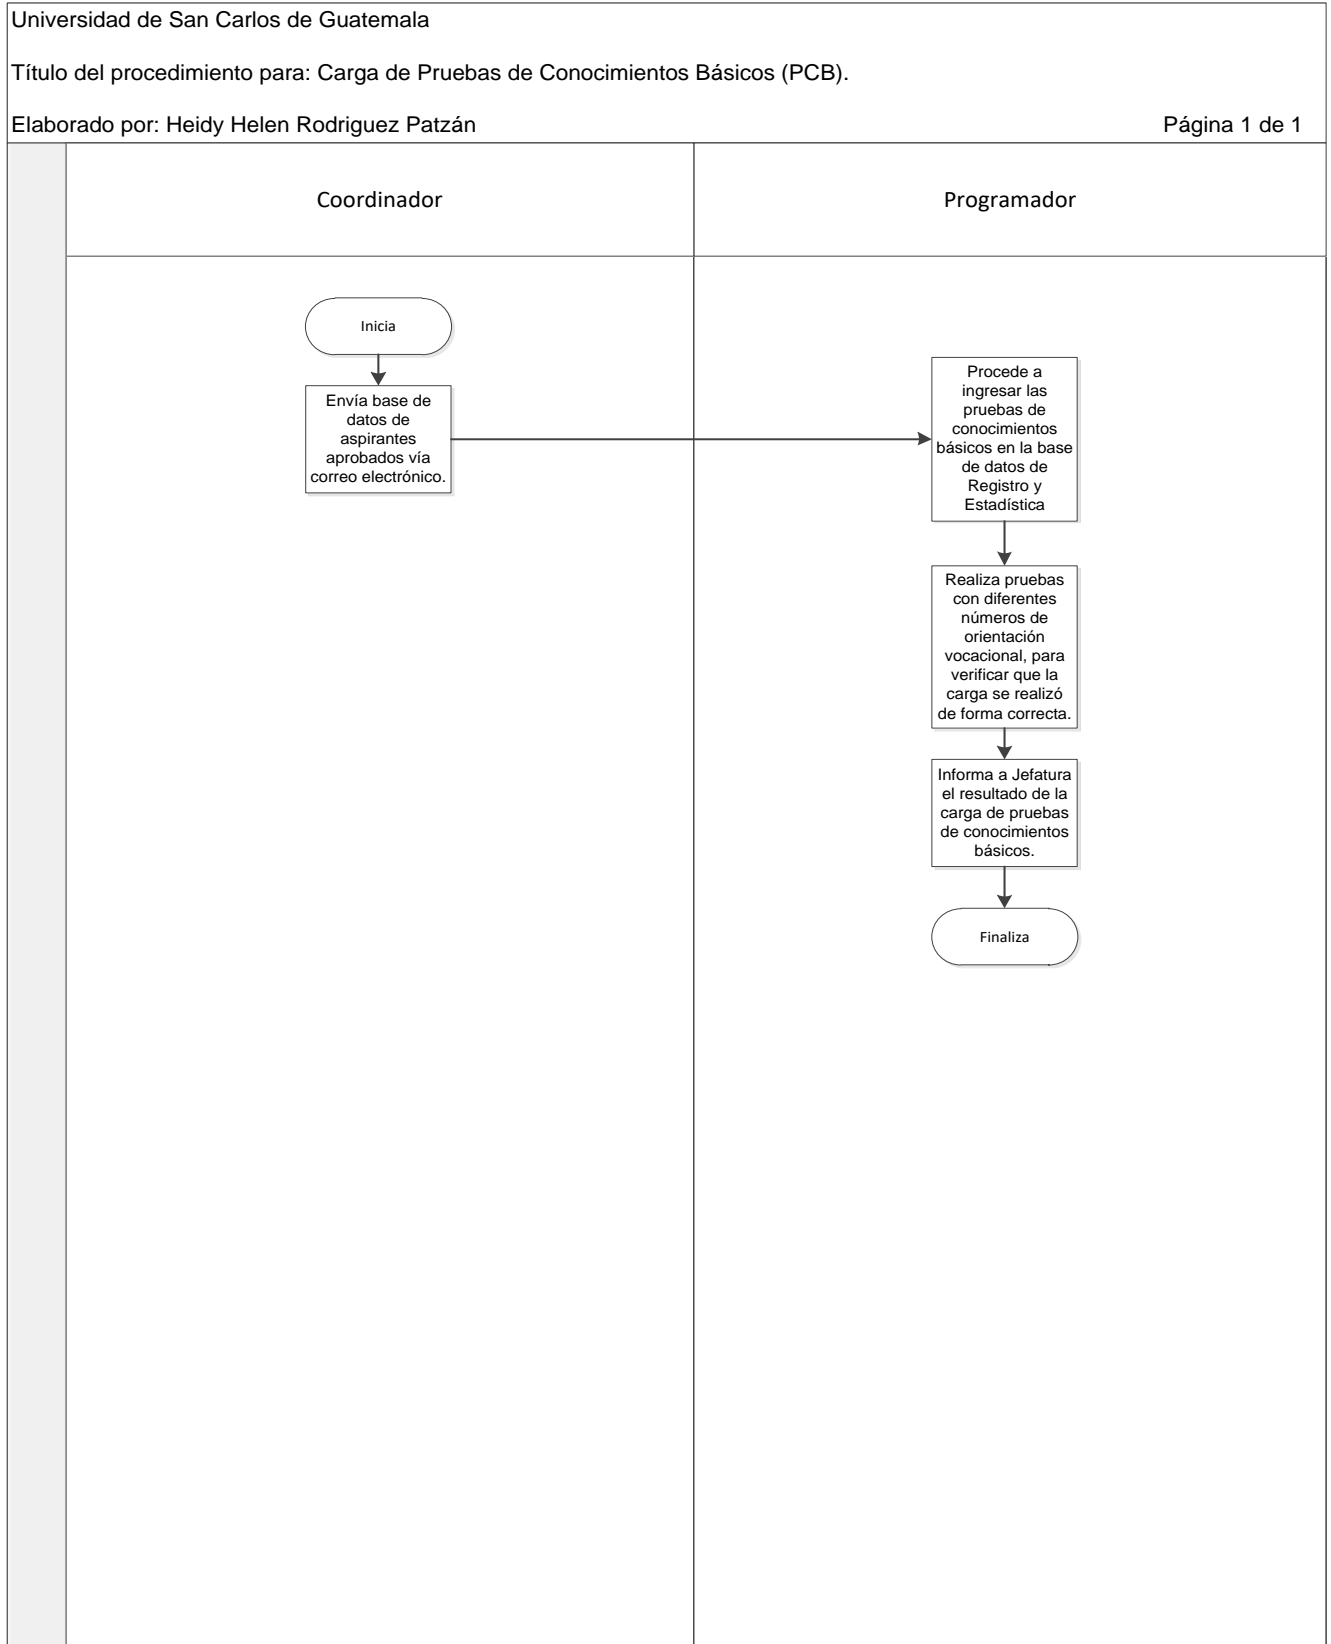 Universidad de San Carlos de Guatemala
Título del procedimiento para: Carga de Pruebas de Conocimientos Básicos (PCB).
Elaborado por: Heidy Helen Rodriguez Patzán
Página 1 de 1
Coordinador
Programador
Inicia
Envía base de
datos de
aspirantes
aprobados vía
correo electrónico.
Procede a
ingresar las
pruebas de
conocimientos
básicos en la base
de datos de
Registro y
Estadística
Realiza pruebas
con diferentes
números de
orientación
vocacional, para
verificar que la
carga se realizó
de forma correcta.
Informa a Jefatura
el resultado de la
carga de pruebas
de conocimientos
básicos.
Finaliza